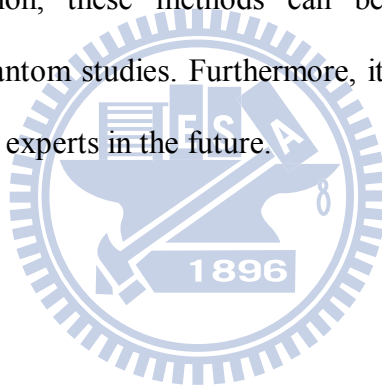 ion, these methods can be
antom studies. Furthermore, it
experts in the future.
E S A
1896